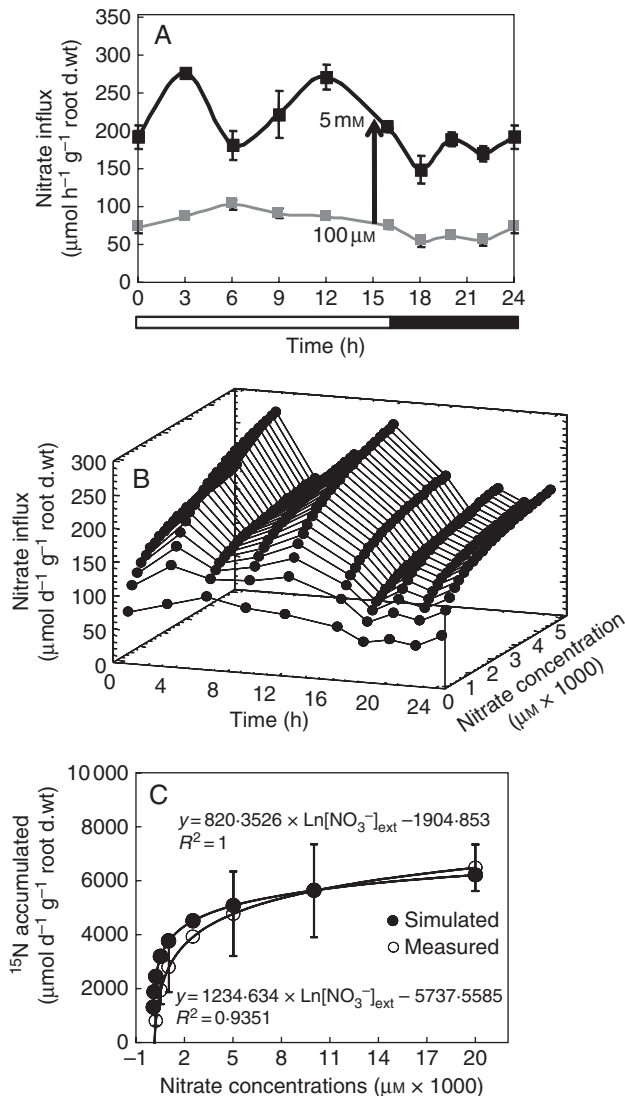 A
350
300
250
200
150
100
50
0
Nitrate influx
(µmol h⁻¹ g⁻¹ root d.wt)
5 mM
100 µM
0 3 6 9 12 15 18 21 24
Time (h)
B
300
250
200
150
100
50
0
Nitrate influx
(µmol d⁻¹ g⁻¹ root d.wt)
0 4 8 12 16 20 24
Time (h)
0 1 2 3 4 5
Nitrate concentration
(µM × 1000)
C
10 000
8000
6000
4000
2000
0
¹⁵N accumulated
(µmol d⁻¹ g⁻¹ root d.wt)
y = 820·3526 × Ln[NO₃⁻]ext −1904·853
R² = 1
Simulated
Measured
y = 1234·634 × Ln[NO₃⁻]ext − 5737·5585
R² = 0·9351
−1 2 5 8 11 14 17 20
Nitrate concentrations (µM × 1000)